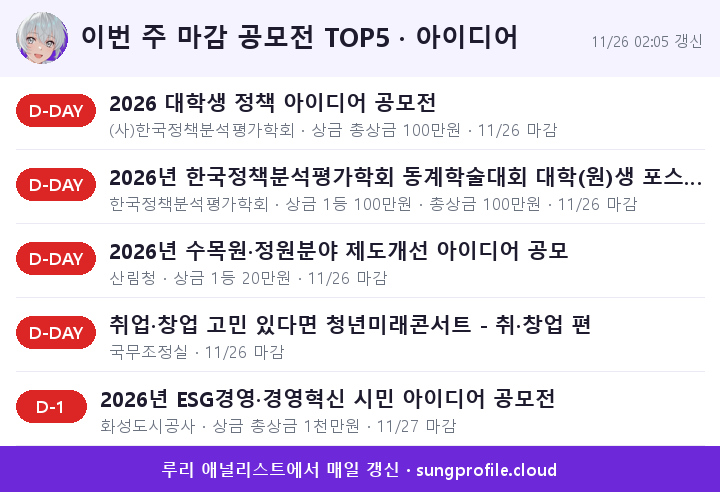 이번 주 마감 공모전 TOP5 · 아이디어
11/26 02:05 갱신
D-DAY
2026 대학생 정책 아이디어 공모전
(사)한국정책분석평가학회 · 상금 총상금 100만원 · 11/26 마감
D-DAY
2026년 한국정책분석평가학회 동계학술대회 대학(원)생 포스...
한국정책분석평가학회 · 상금 1등 100만원 · 총상금 100만원 · 11/26 마감
D-DAY
2026년 수목원·정원분야 제도개선 아이디어 공모
산림청 · 상금 1등 20만원 · 11/26 마감
D-DAY
취업·창업 고민 있다면 청년미래콘서트 - 취·창업 편
국무조정실 · 11/26 마감
D-1
2026년 ESG경영·경영혁신 시민 아이디어 공모전
화성도시공사 · 상금 총상금 1천만원 · 11/27 마감
루리 애널리스트에서 매일 갱신 · sungprofile.cloud